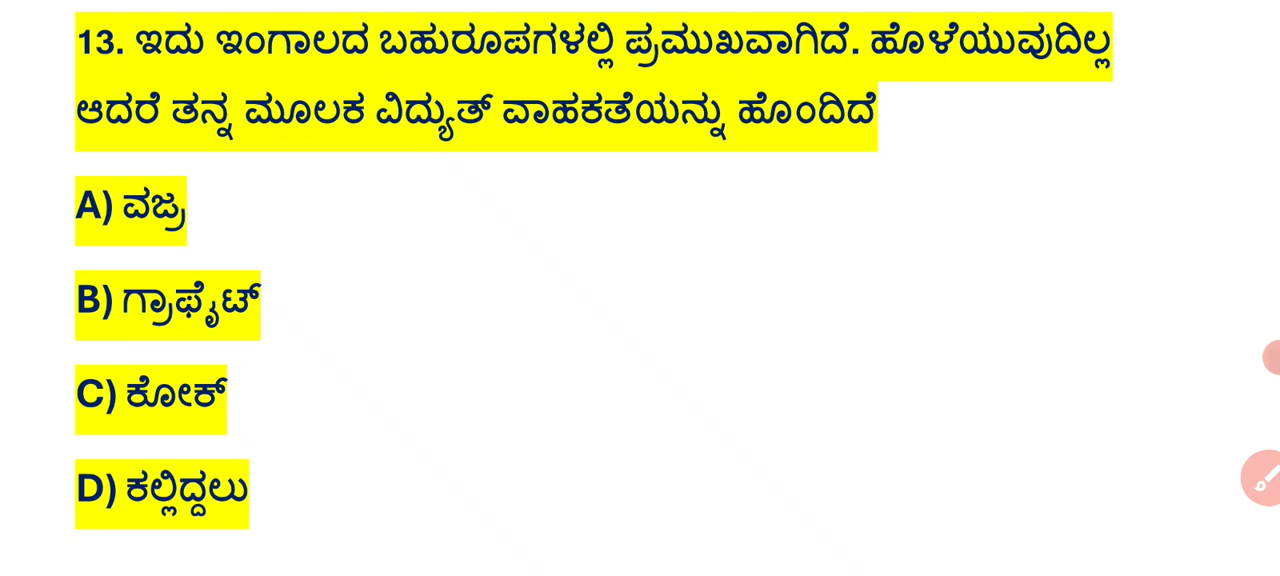 13. ಇದು ಇಂಗಾಲದ ಬಹುರೂಪಗಳಲ್ಲಿ ಪ್ರಮುಖವಾಗಿದೆ. ಹೊಳೆಯುವುದಿಲ್ಲ
ಆದರೆ ತನ್ನ ಮೂಲಕ ವಿದ್ಯುತ್ ವಾಹಕತೆಯನ್ನು ಹೊಂದಿದೆ
A) ವಜ್ರ
B) ಗ್ರಾಫೈಟ್
C) ಕೋಕ್
D) ಕಲ್ಲಿದ್ದಲು